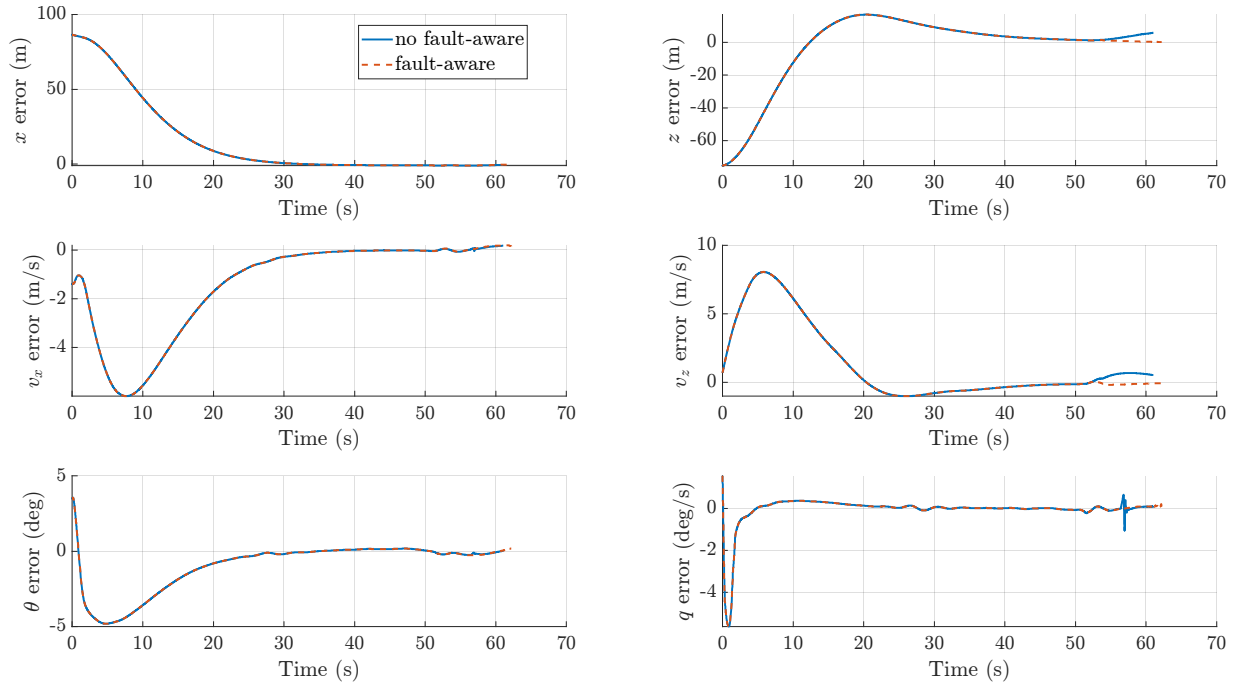 100
50
0
0 10 20 30 40 50 60 70
x error (m)
Time (s)
no fault-aware
fault-aware
0
-20
-40
-60
0 10 20 30 40 50 60 70
z error (m)
Time (s)
0
-2
-4
0 10 20 30 40 50 60 70
vx error (m/s)
Time (s)
10
5
0
0 10 20 30 40 50 60 70
vz error (m/s)
Time (s)
5
0
-5
0 10 20 30 40 50 60 70
θ error (deg)
Time (s)
0
-2
-4
0 10 20 30 40 50 60 70
q error (deg/s)
Time (s)